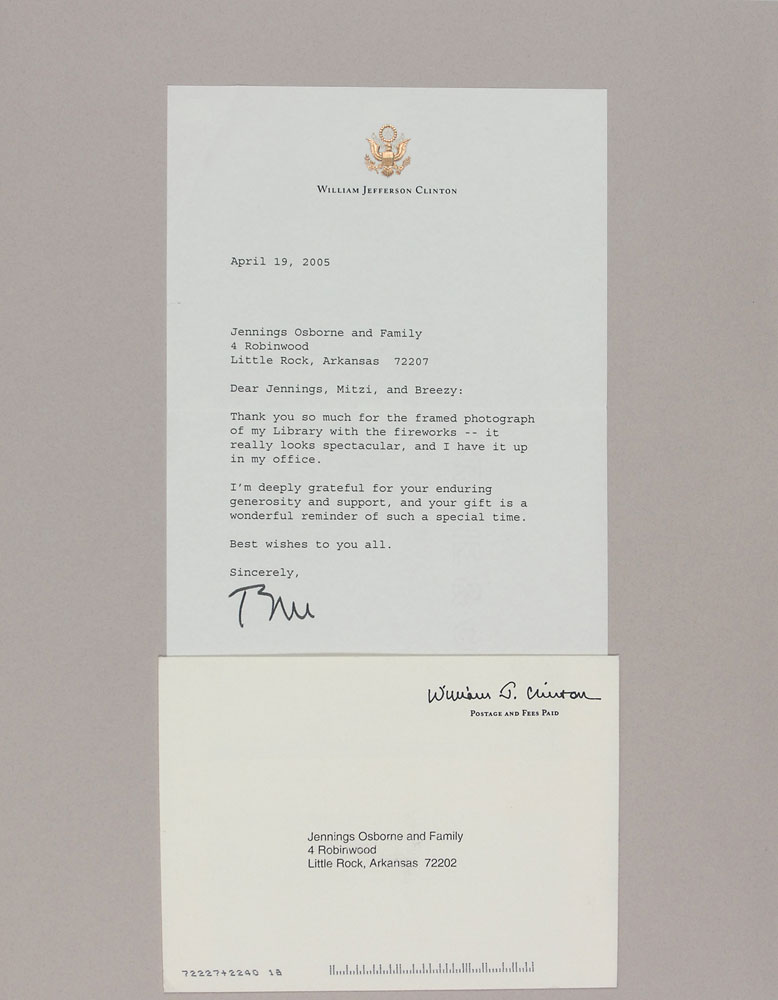 William Jefferson Clinton
April 19, 2005
Jennings Osborne and Family
4 Robinwood
Little Rock, Arkansas 72207
Dear Jennings, Mitzi, and Breezy:
Thank you so much for the framed photograph
of my Library with the fireworks -- it
really looks spectacular, and I have it up
in my office.
I'm deeply grateful for your enduring
generosity and support, and your gift is a
wonderful reminder of such a special time.
Best wishes to you all.
Sincerely,
Bill
William J. Clinton
Postage and Fees Paid
Jennings Osborne and Family
4 Robinwood
Little Rock, Arkansas 72202
7222742240 18